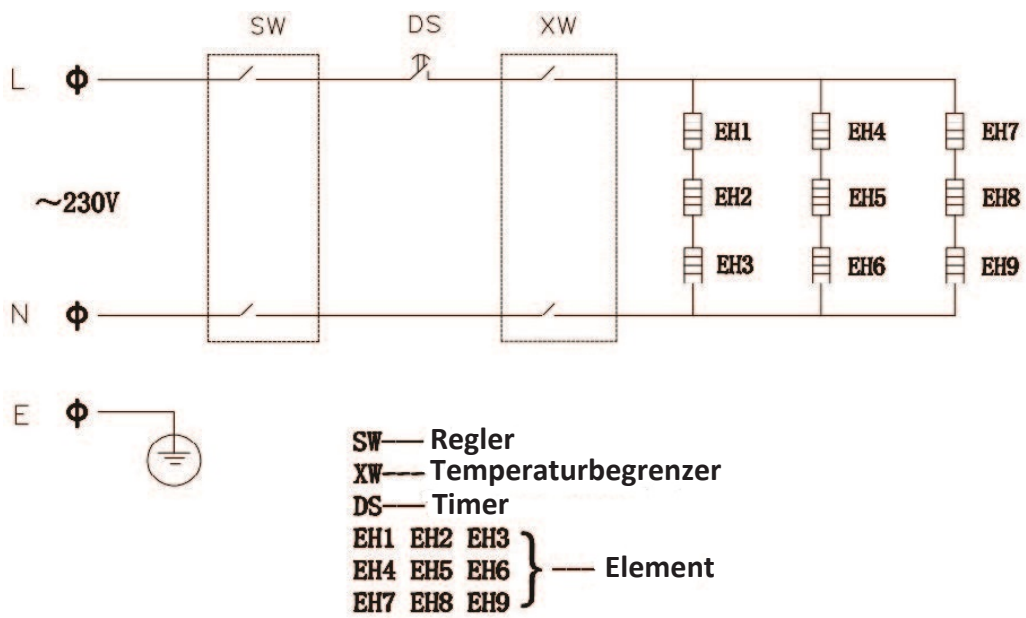 SW DS XW
L Φ
EH1 EH4 EH7
~230V EH2 EH5 EH8
EH3 EH6 EH9
N Φ
E Φ
SW—— Regler
XW--- Temperaturbegrenzer
DS—— Timer
EH1 EH2 EH3
EH4 EH5 EH6 } —— Element
EH7 EH8 EH9